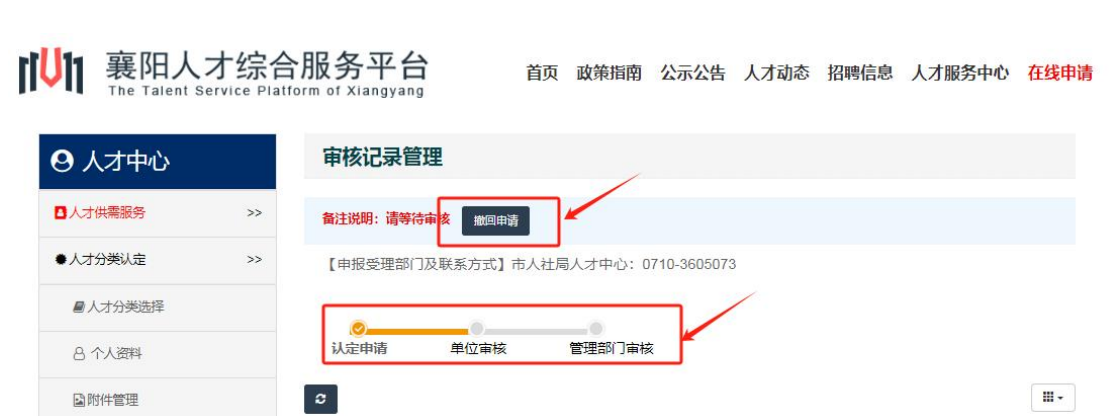 襄阳人才综合服务平台
The Talent Service Platform of Xiangyang
首页 政策指南 公示公告 人才动态 招聘信息 人才服务中心 在线申请
人才中心
人才供需服务 >>
人才分类认定 >>
人才分类选择
个人资料
附件管理
审核记录管理
备注说明：请等待审核 撤回申请
【申报受理部门及联系方式】市人社局人才中心：0710-3605073
认定申请 单位审核 管理部门审核